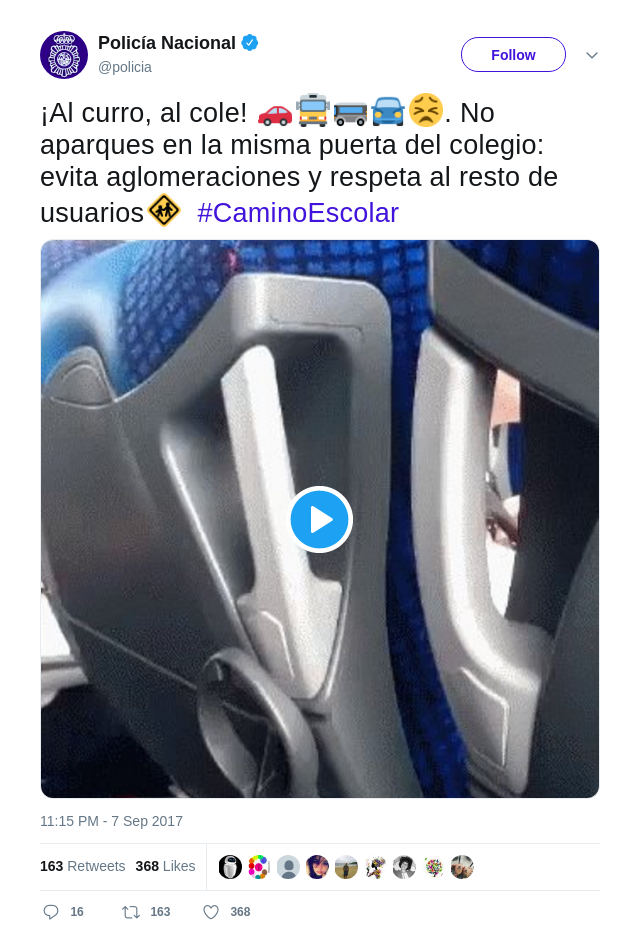 Policía Nacional
@policia
Follow
¡Al curro, al cole! 🚗🚍🚐🚘😣. No
aparques en la misma puerta del colegio:
evita aglomeraciones y respeta al resto de
usuarios🚸 #CaminoEscolar
11:15 PM - 7 Sep 2017
163 Retweets 368 Likes
16 163 368